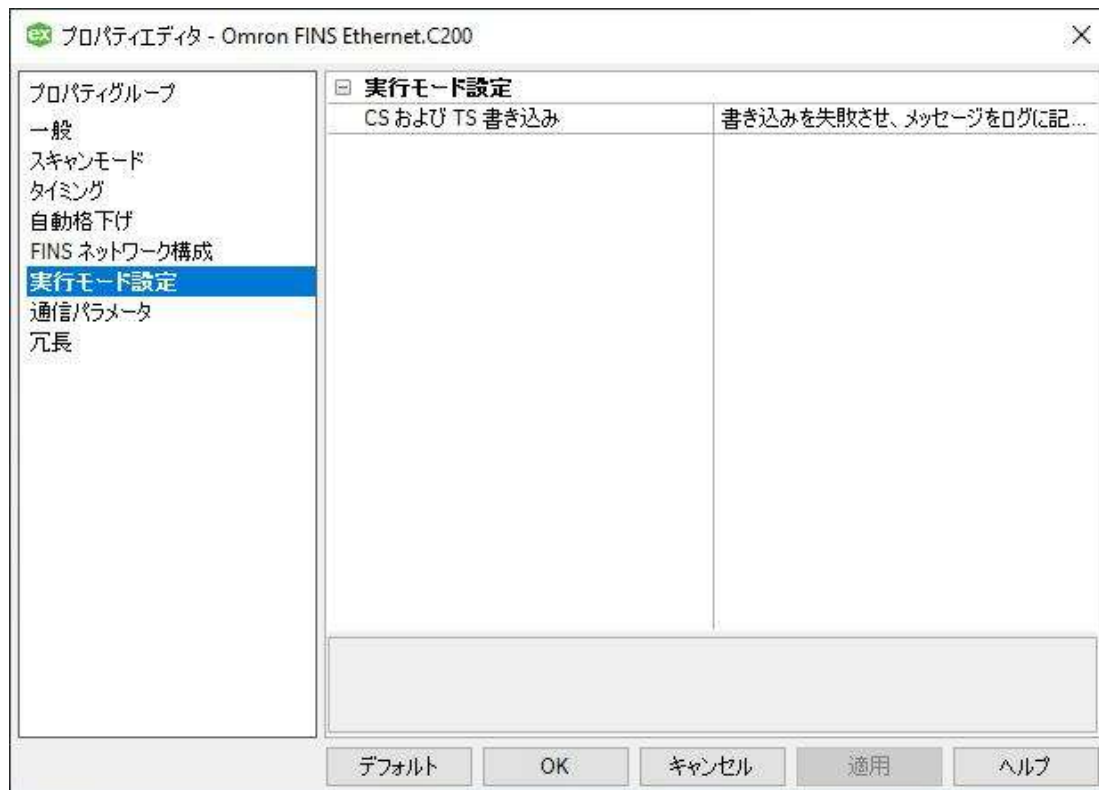 ex プロパティエディタ - Omron FINS Ethernet.C200
プロパティグループ
一般
スキャンモード
タイミング
自動格下げ
FINS ネットワーク構成
実行モード設定
通信パラメータ
冗長
実行モード設定
CS および TS 書き込み 書き込みを失敗させ、メッセージをログに記...
デフォルト OK キャンセル 適用 ヘルプ